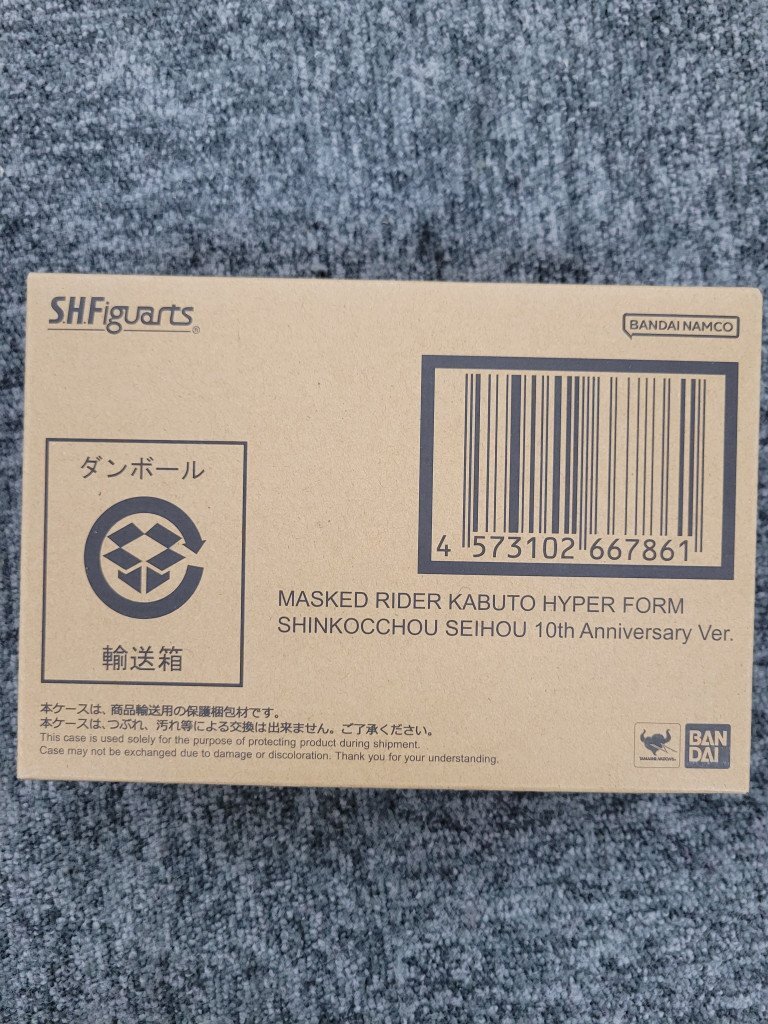 S.H.Figuarts®
BANDAI NAMCO
4 573102 667861
ダンボール
輸送箱
MASKED RIDER KABUTO HYPER FORM
SHINKOCCHOU SEIHOU 10th Anniversary Ver.
本ケースは、商品輸送用の保護梱包材です。
本ケースは、つぶれ、汚れ等による交換は出来ません。ご了承ください。
This case is used solely for the purpose of protecting product during shipment.
Case may not be exchanged due to damage or discoloration. Thank you for your understanding.
TAMASHII NATIONS
BAN
DAI